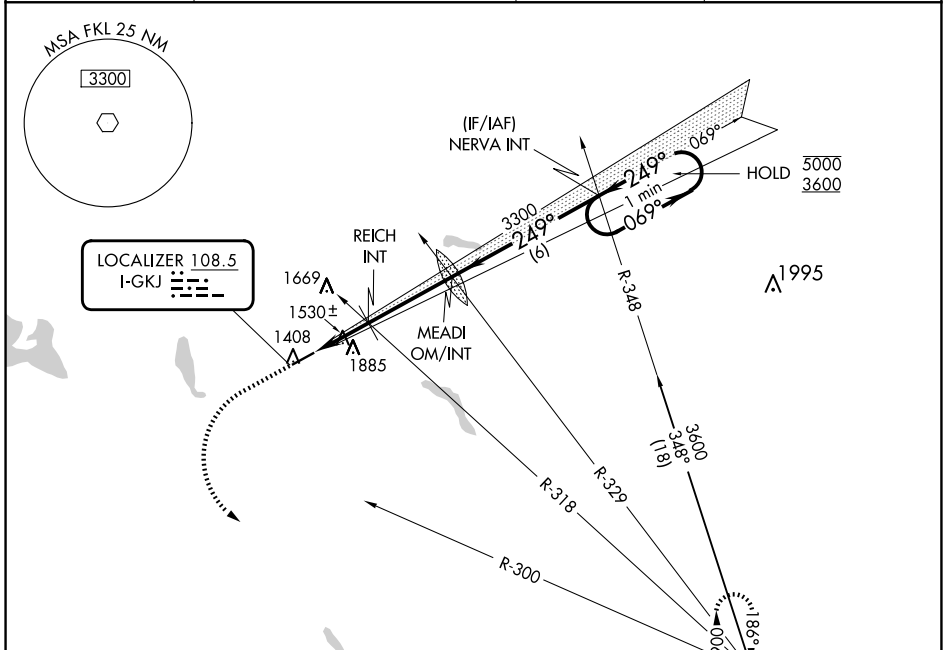 MSA FKL 25 NM
3300
(IF/IAF)
NERVA INT
069°
249°
1 min
069°
HOLD
5000
3600
3300
249°
(6)
REICH
INT
LOCALIZER 108.5
I-GKJ
1669
1530±
1408
1885
MEADI
OM/INT
1995
R-348
3600
348°
(18)
R-329
R-318
R-300
186°